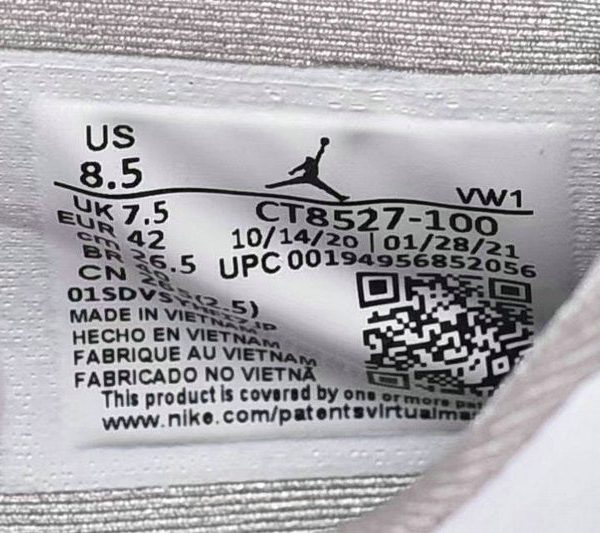 US
8.5
VW1
UK 7.5
EUR 42
cm 26.5
BR
CN
CT8527-100
10/14/20 | 01/28/21
UPC 00194956852056
MADE IN VIETNAM
HECHO EN VIETNAM
FABRIQUE AU VIETNAM
FABRICADO NO VIETNÃ
This product is covered by one or more
www.nike.com/patentsvirtualma